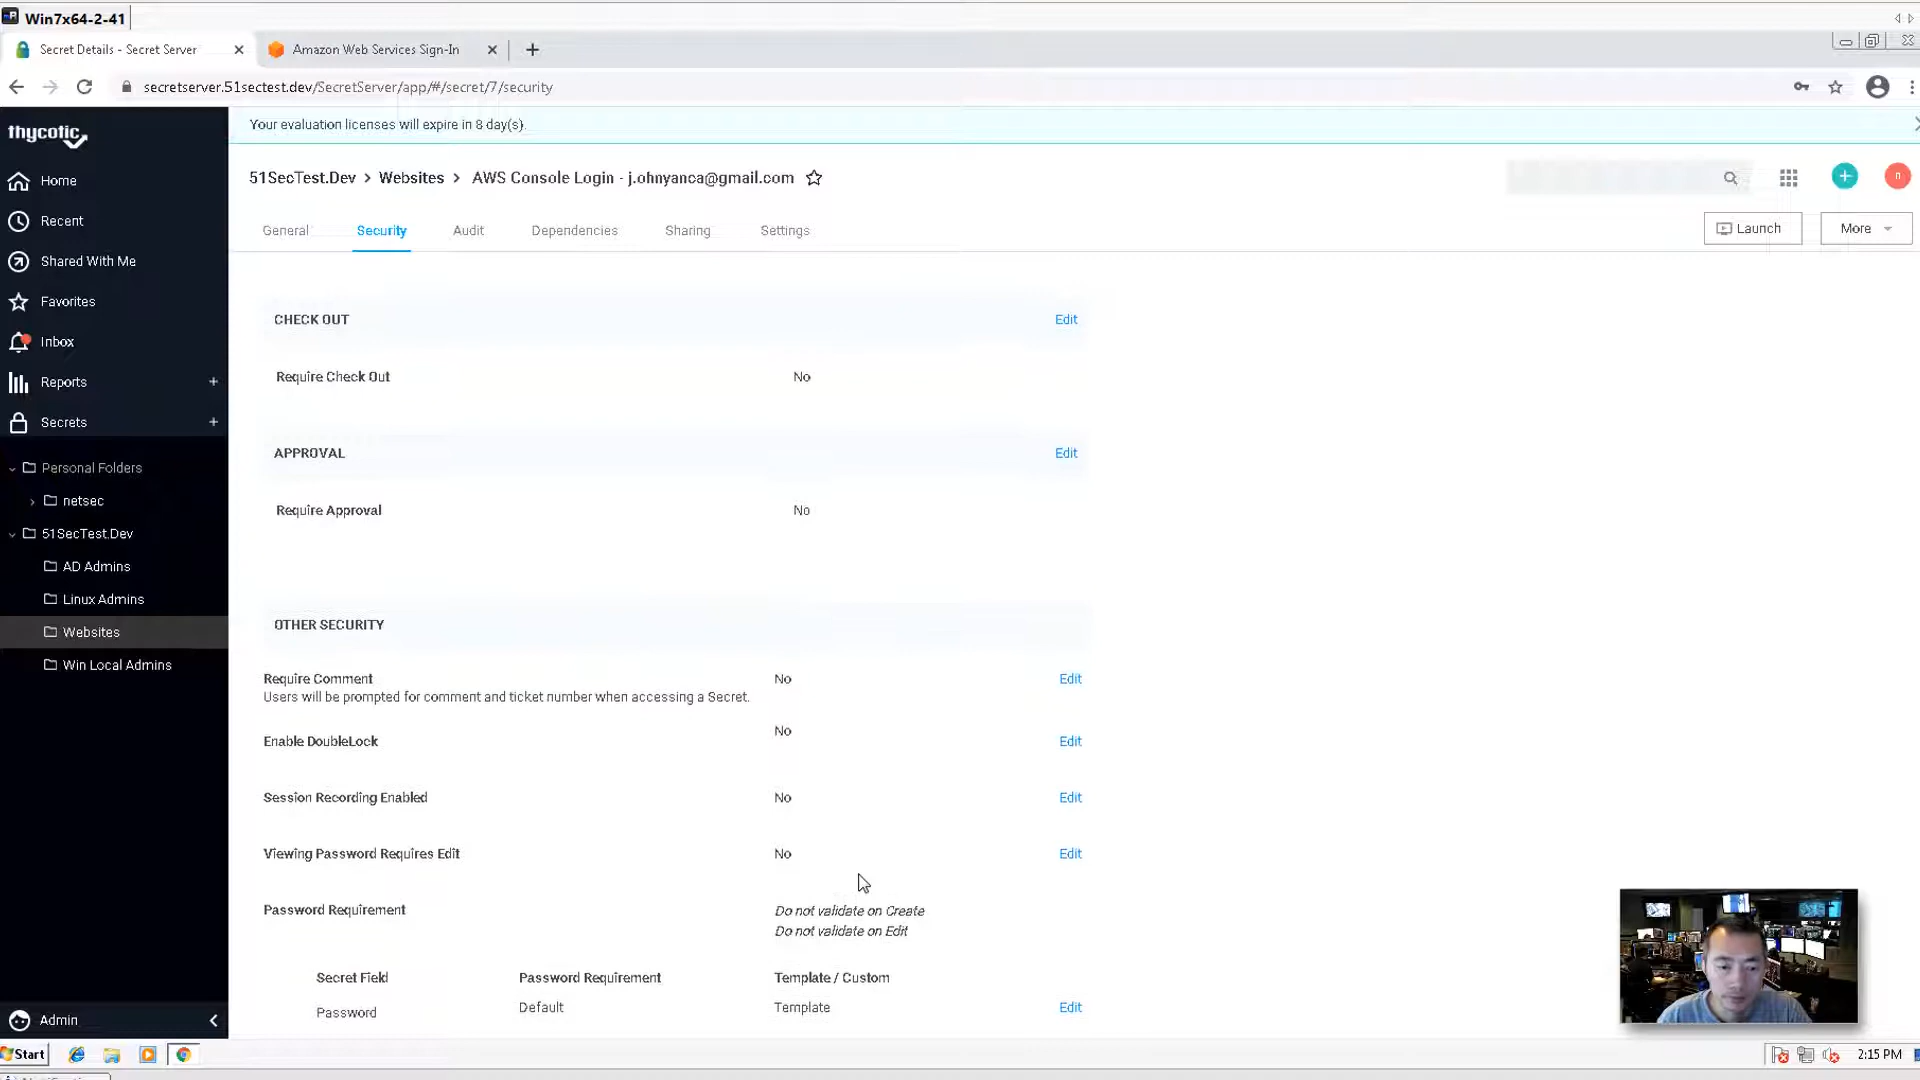 Win7x64-2-41
Secret Details - Secret Server
Amazon Web Services Sign-In
secretserver.51sectest.dev/SecretServer/app/#/secret/7/security
thycotic
Your evaluation licenses will expire in 8 day(s).
51SecTest.Dev > Websites > AWS Console Login - j.ohnyanca@gmail.com
General Security Audit Dependencies Sharing Settings
Launch
More
Home
Recent
Shared With Me
Favorites
Inbox
Reports +
Secrets +
Personal Folders
netsec
51SecTest.Dev
AD Admins
Linux Admins
Websites
Win Local Admins
Admin
CHECK OUT Edit
Require Check Out No
APPROVAL Edit
Require Approval No
OTHER SECURITY
Require Comment No Edit
Users will be prompted for comment and ticket number when accessing a Secret.
Enable DoubleLock No Edit
Session Recording Enabled No Edit
Viewing Password Requires Edit No Edit
Password Requirement Do not validate on Create
Do not validate on Edit
Secret Field Password Requirement Template / Custom
Password Default Template Edit
Start
2:15 PM